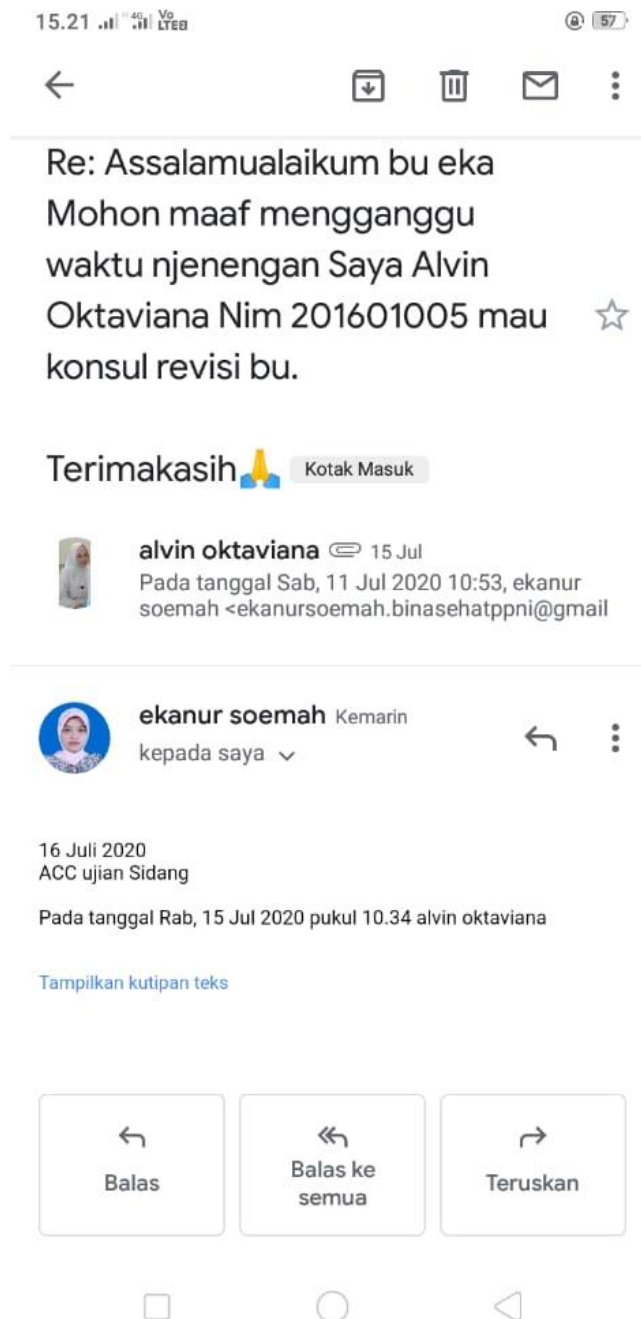 15.21 4G Vo LTE 57
Re: Assalamualaikum bu eka
Mohon maaf mengganggu
waktu njenengan Saya Alvin
Oktaviana Nim 201601005 mau
konsul revisi bu.
Terimakasih🙏 Kotak Masuk
alvin oktaviana 15 Jul
Pada tanggal Sab, 11 Jul 2020 10:53, ekanur
soemah <ekanursoemah.binasehatppni@gmail
ekanur soemah Kemarin
kepada saya
16 Juli 2020
ACC ujian Sidang
Pada tanggal Rab, 15 Jul 2020 pukul 10.34 alvin oktaviana
Tampilkan kutipan teks
Balas
Balas ke
semua
Teruskan